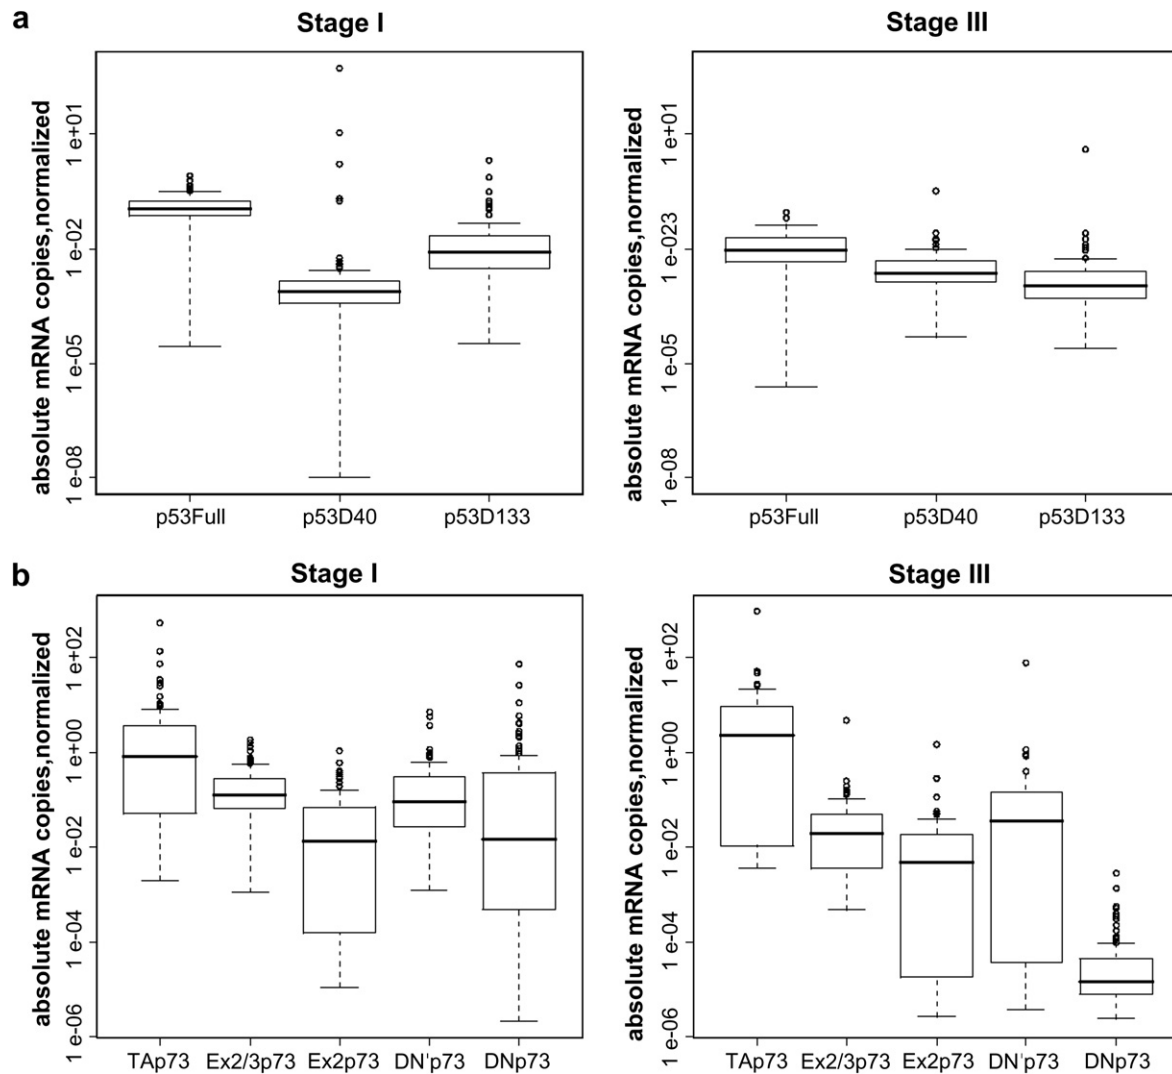 a
Stage I
Stage III
absolute mRNA copies,normalized
1 e+01
1 e-02
1 e-05
1 e-08
p53Full p53D40 p53D133
absolute mRNA copies,normalized
1 e+01
1 e-023
1 e-05
1 e-08
p53Full p53D40 p53D133
b
Stage I
Stage III
absolute mRNA copies,normalized
1 e+02
1 e+00
1 e-02
1 e-04
1 e-06
TAp73 Ex2/3p73 Ex2p73 DN'p73 DNp73
absolute mRNA copies,normalized
1 e+02
1 e+00
1 e-02
1 e-04
1 e-06
TAp73 Ex2/3p73 Ex2p73 DN'p73 DNp73